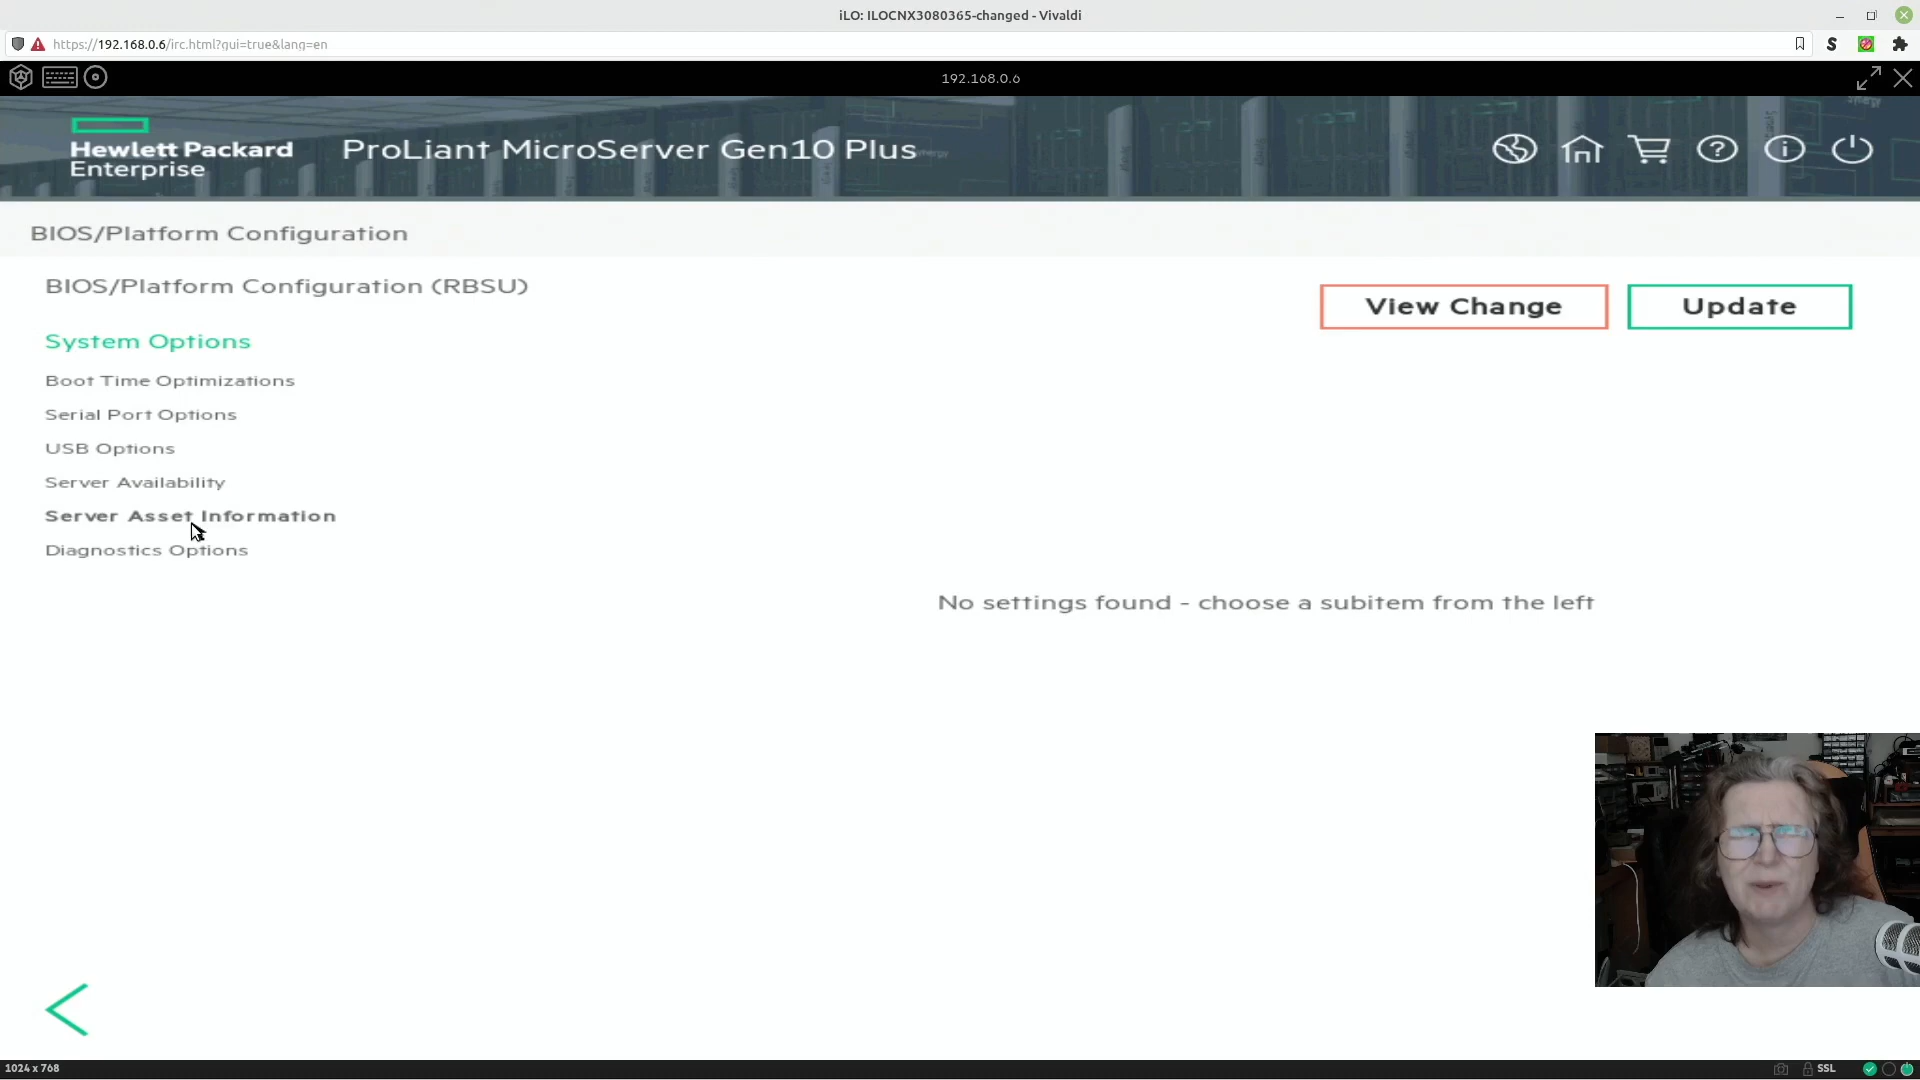 iLO: ILOCNX3080365-changed - Vivaldi
https://192.168.0.6/irc.html?gui=true&lang=en
192.168.0.6
Hewlett Packard
Enterprise
ProLiant MicroServer Gen10 Plus
BIOS/Platform Configuration
BIOS/Platform Configuration (RBSU)
View Change
Update
System Options
Boot Time Optimizations
Serial Port Options
USB Options
Server Availability
Server Asset Information
Diagnostics Options
No settings found - choose a subitem from the left
1024 x 768
SSL